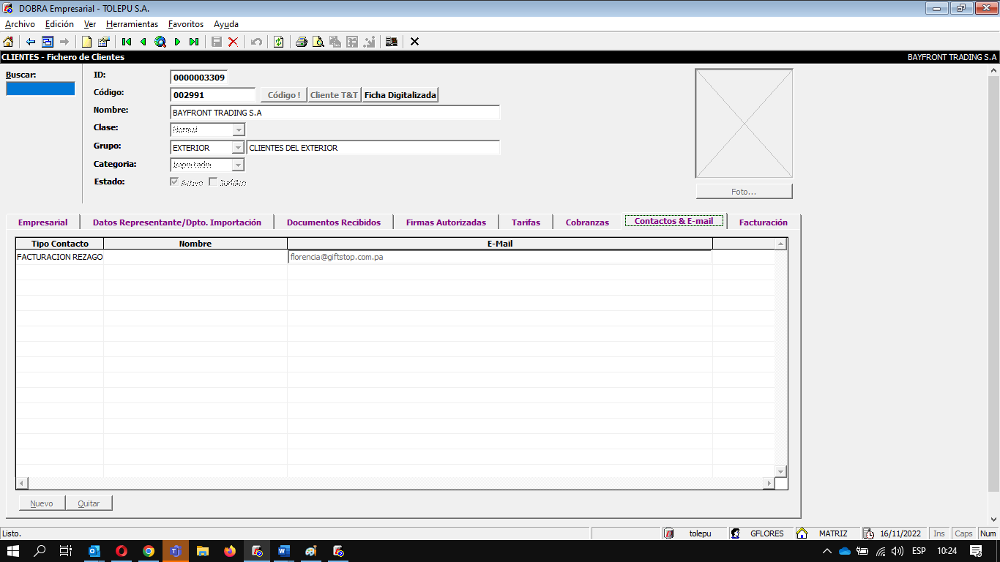 DOBRA Empresarial - TOLEPU S.A.
Archivo Edición Ver Herramientas Favoritos Ayuda
CLIENTES - Fichero de Clientes BAYFRONT TRADING S.A
Buscar:
ID: 0000003309
Código: 002991 Código ! Cliente T&T Ficha Digitalizada
Nombre: BAYFRONT TRADING S.A
Clase: Normal
Grupo: EXTERIOR CLIENTES DEL EXTERIOR
Categoria: Importador
Estado: Activo Jurídico
Foto...
Empresarial Datos Representante/Dpto. Importación Documentos Recibidos Firmas Autorizadas Tarifas Cobranzas Contactos & E-mail Facturación
Tipo Contacto Nombre E-Mail
FACTURACION REZAGO florencia@giftstop.com.pa
Nuevo Quitar
Listo. tolepu GFLORES MATRIZ 16/11/2022 Ins Caps Num
ESP 10:24